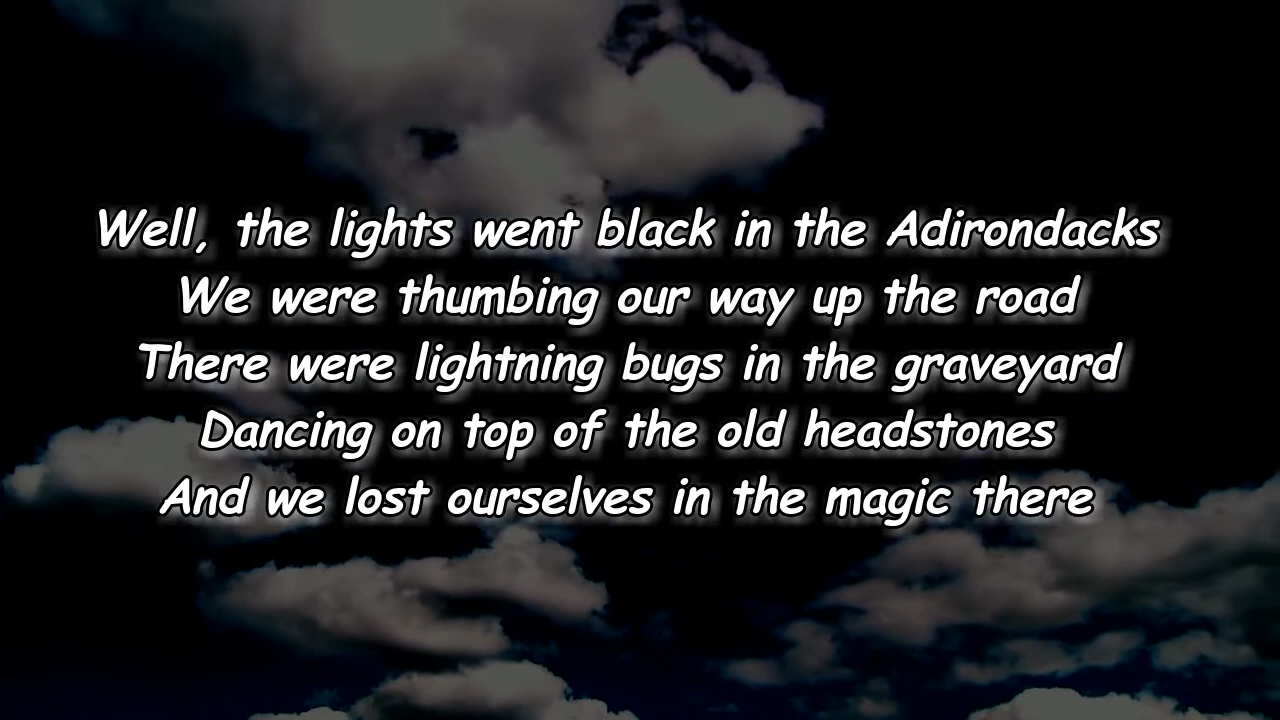 Well, the lights went black in the Adirondacks
We were thumbing our way up the road
There were lightning bugs in the graveyard
Dancing on top of the old headstones
And we lost ourselves in the magic there